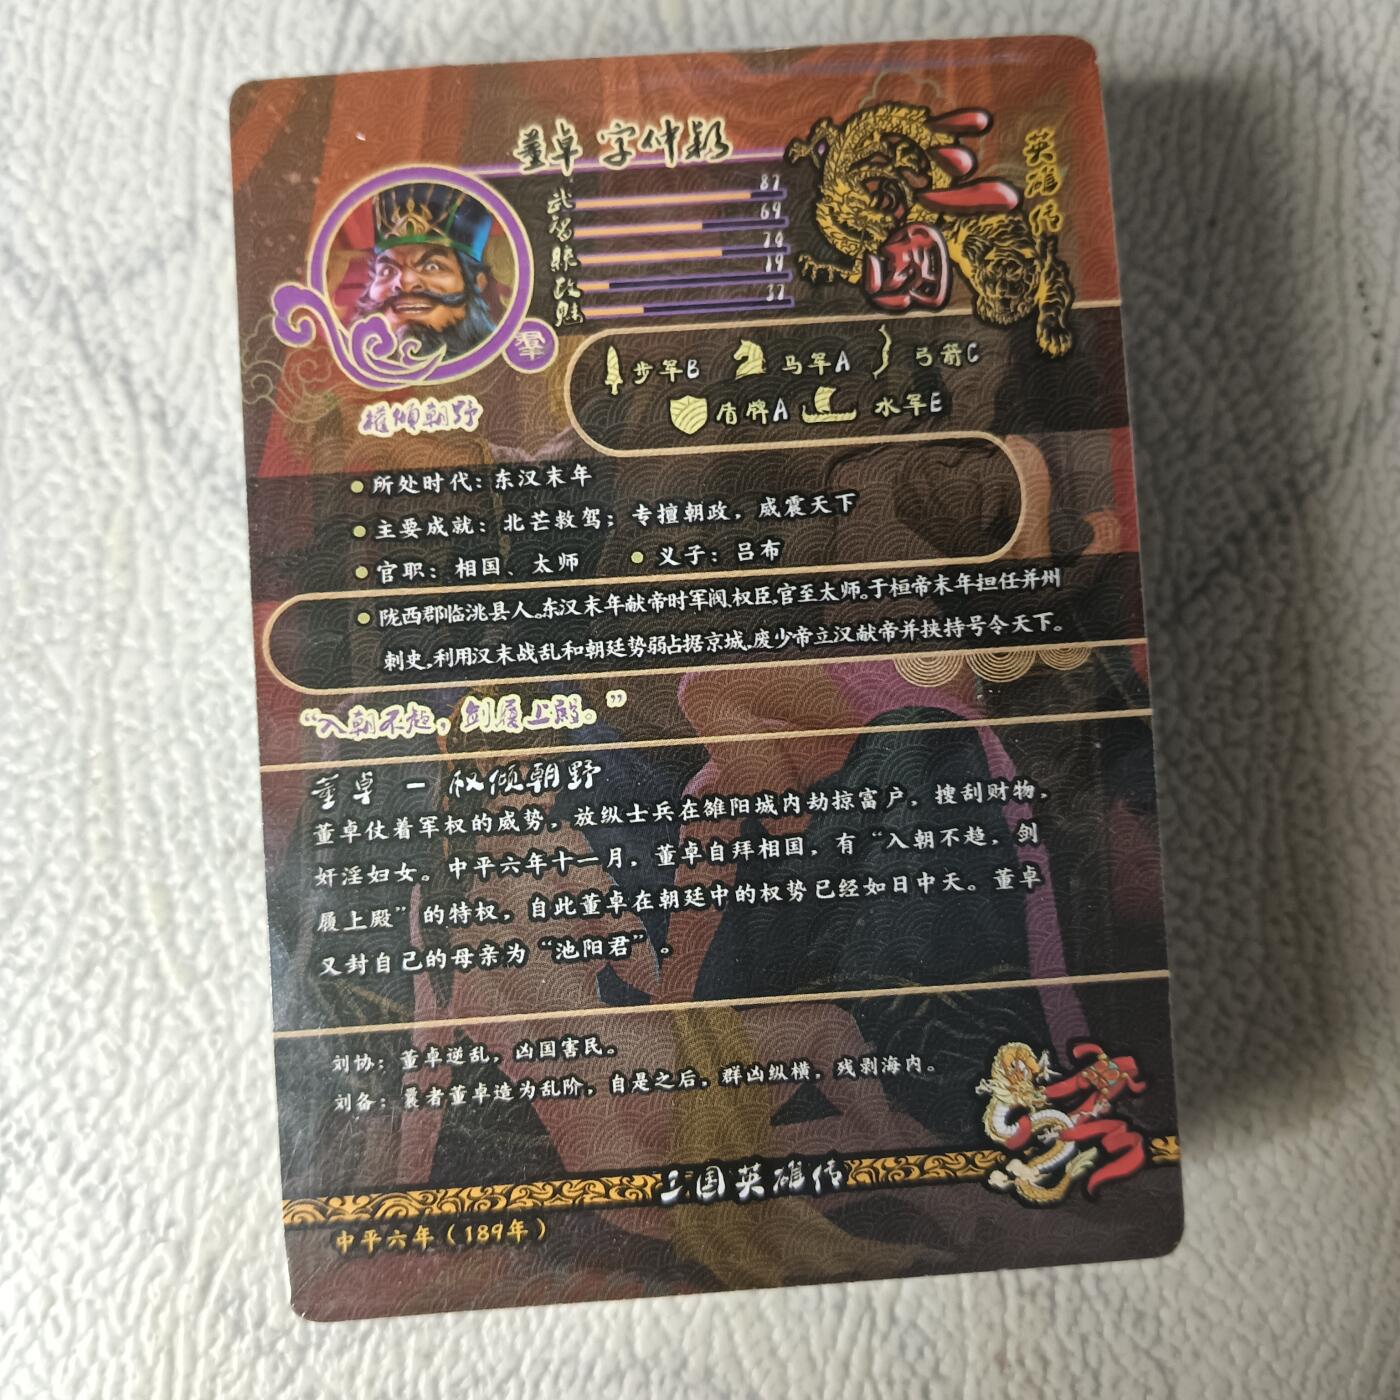 董卓 字仲颖
英雄传
三国
武 87
智 69
統 74
政 19
魅 37
羣
權傾朝野
步军B 马军A 弓箭C
盾牌A 水军E
所处时代：东汉末年
主要成就：北芒救驾；专擅朝政，威震天下
官职：相国、太师 义子：吕布
陇西郡临洮县人。东汉末年献帝时军阀,权臣,官至太师。于桓帝末年担任并州
刺史,利用汉末战乱和朝廷势弱占据京城,废少帝立汉献帝并挟持号令天下。
“入朝不趋，剑履上殿。”
董卓 - 权倾朝野
董卓仗着军权的威势，放纵士兵在雒阳城内劫掠富户，搜刮财物，
奸淫妇女。中平六年十一月，董卓自拜相国，有“入朝不趋，剑
履上殿”的特权，自此董卓在朝廷中的权势已经如日中天。董卓
又封自己的母亲为“池阳君”。
刘协：董卓逆乱，凶国害民。
刘备：曩者董卓造为乱阶，自是之后，群凶纵横，残剥海内。
三国英雄传
中平六年（189年）